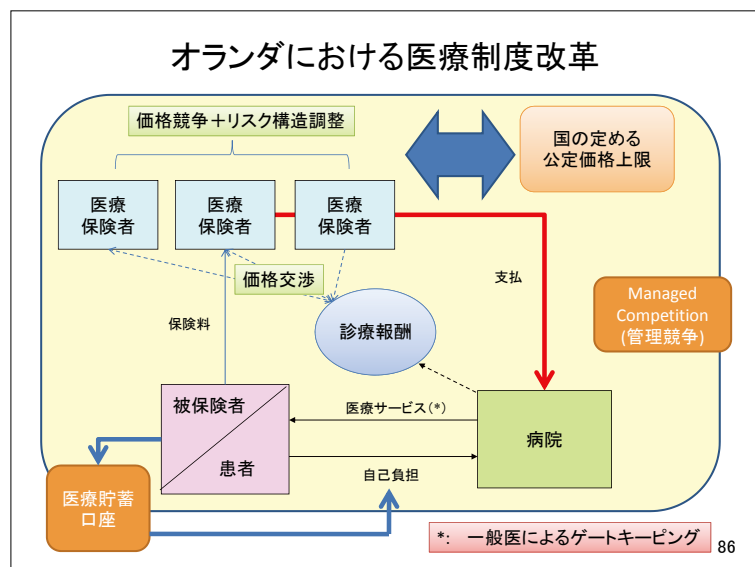 オランダにおける医療制度改革
価格競争＋リスク構造調整
国の定める
公定価格上限
医療
保険者
医療
保険者
医療
保険者
価格交渉
支払
Managed
Competition
(管理競争)
保険料
診療報酬
被保険者
患者
医療サービス(*)
病院
自己負担
医療貯蓄
口座
*:　一般医によるゲートキーピング
86